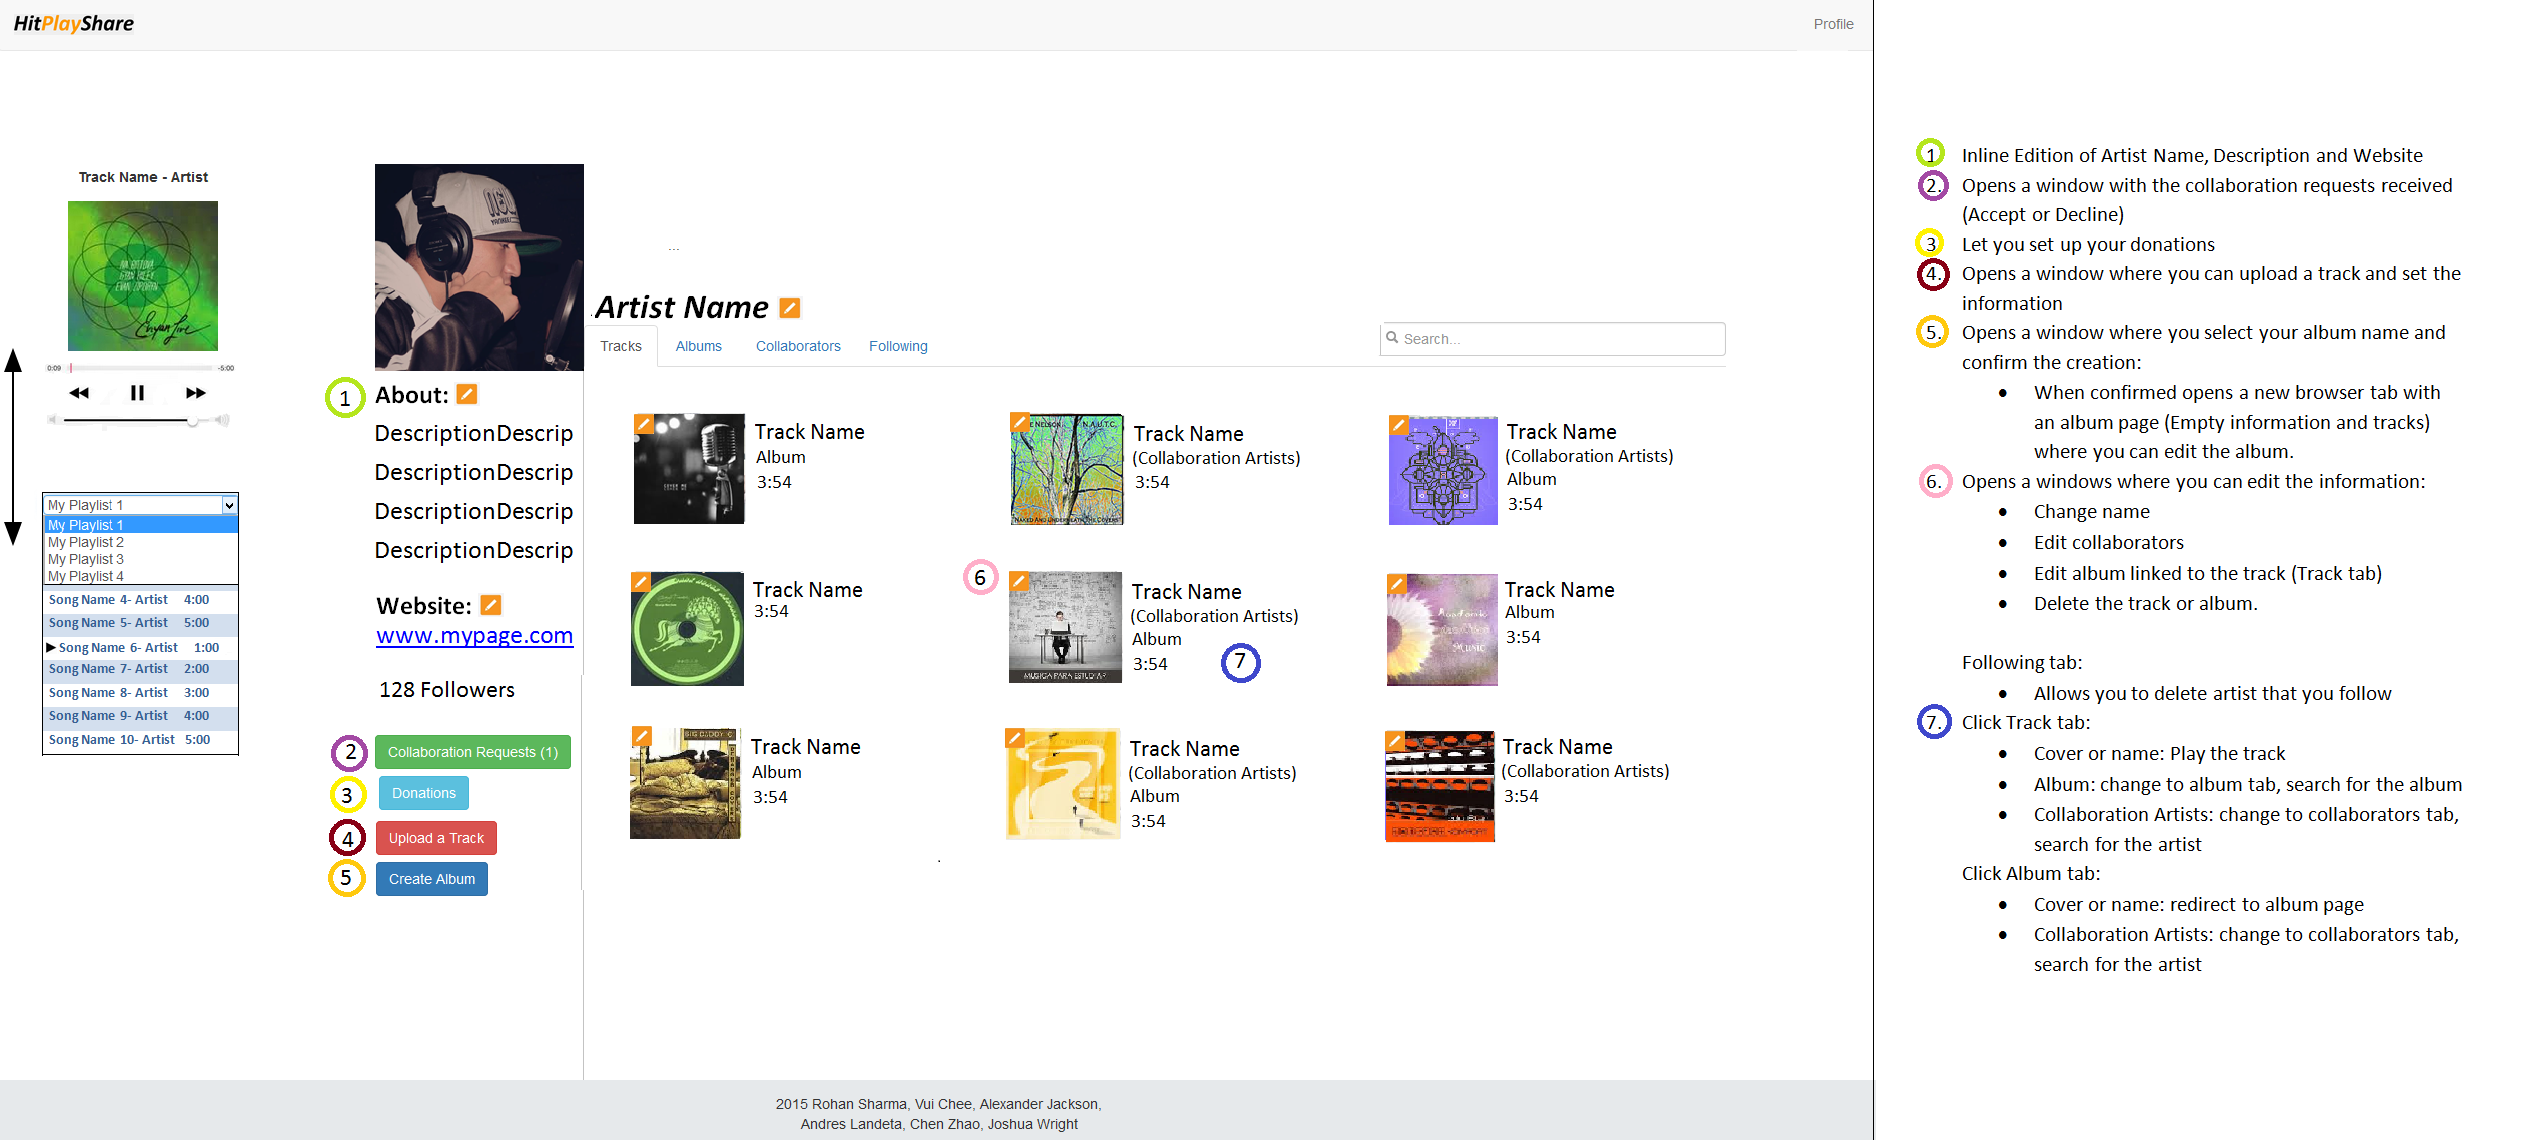 HitPlayShare
Profile
Track Name - Artist
0:09
-5:00
My Playlist 1
My Playlist 1
My Playlist 2
My Playlist 3
My Playlist 4
Song Name 4- Artist 4:00
Song Name 5- Artist 5:00
Song Name 6- Artist 1:00
Song Name 7- Artist 2:00
Song Name 8- Artist 3:00
Song Name 9- Artist 4:00
Song Name 10- Artist 5:00
...
Artist Name
Tracks
Albums
Collaborators
Following
Search...
1
About:
DescriptionDescrip
DescriptionDescrip
DescriptionDescrip
DescriptionDescrip
Website:
www.mypage.com
128 Followers
2
Collaboration Requests (1)
3
Donations
4
Upload a Track
5
Create Album
Track Name
Album
3:54
E NELSON
N.A.U.T.C.
NAKED AND UNDERNEATH THE COVERS
Track Name
(Collaboration Artists)
3:54
Track Name
(Collaboration Artists)
Album
3:54
Track Name
3:54
6
MUSICA PARA ESTUDIAR
Track Name
(Collaboration Artists)
Album
3:54
7
Music
Track Name
Album
3:54
BIG DADDY
Track Name
Album
3:54
Track Name
(Collaboration Artists)
Album
3:54
Track Name
(Collaboration Artists)
3:54
2015 Rohan Sharma, Vui Chee, Alexander Jackson,
Andres Landeta, Chen Zhao, Joshua Wright
1 Inline Edition of Artist Name, Description and Website
2. Opens a window with the collaboration requests received
(Accept or Decline)
3 Let you set up your donations
4. Opens a window where you can upload a track and set the
information
5. Opens a window where you select your album name and
confirm the creation:
• When confirmed opens a new browser tab with
an album page (Empty information and tracks)
where you can edit the album.
6. Opens a windows where you can edit the information:
• Change name
• Edit collaborators
• Edit album linked to the track (Track tab)
• Delete the track or album.
Following tab:
• Allows you to delete artist that you follow
7. Click Track tab:
• Cover or name: Play the track
• Album: change to album tab, search for the album
• Collaboration Artists: change to collaborators tab,
search for the artist
Click Album tab:
• Cover or name: redirect to album page
• Collaboration Artists: change to collaborators tab,
search for the artist